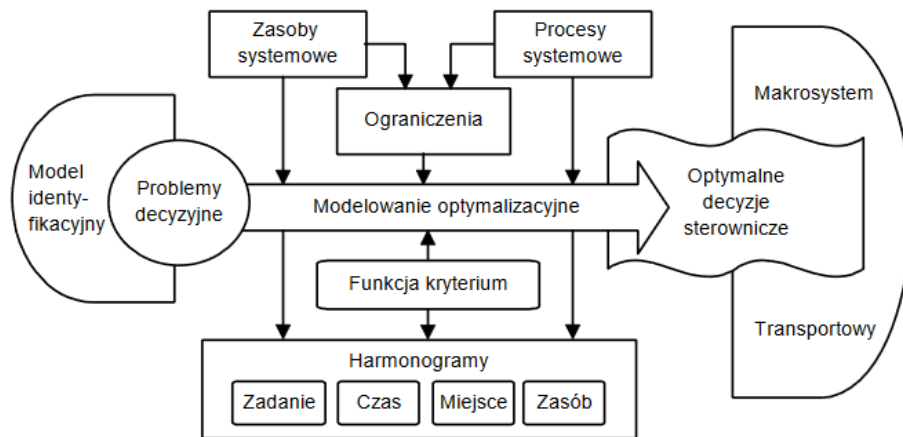 Zasoby
systemowe
Procesy
systemowe
Makrosystem
Ograniczenia
Model
identy-
fikacyjny
Problemy
decyzyjne
Modelowanie optymalizacyjne
Optymalne
decyzje
sterownicze
Funkcja kryterium
Transportowy
Harmonogramy
Zadanie
Czas
Miejsce
Zasób